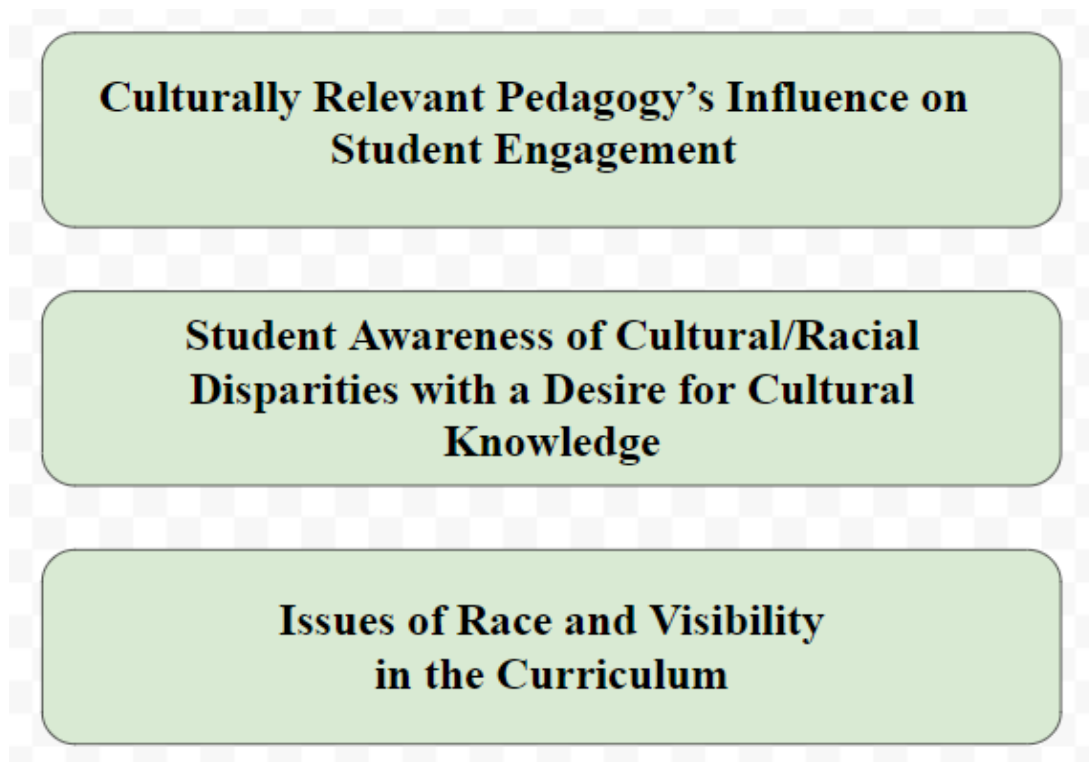 Culturally Relevant Pedagogy’s Influence on
Student Engagement
Student Awareness of Cultural/Racial
Disparities with a Desire for Cultural
Knowledge
Issues of Race and Visibility
in the Curriculum